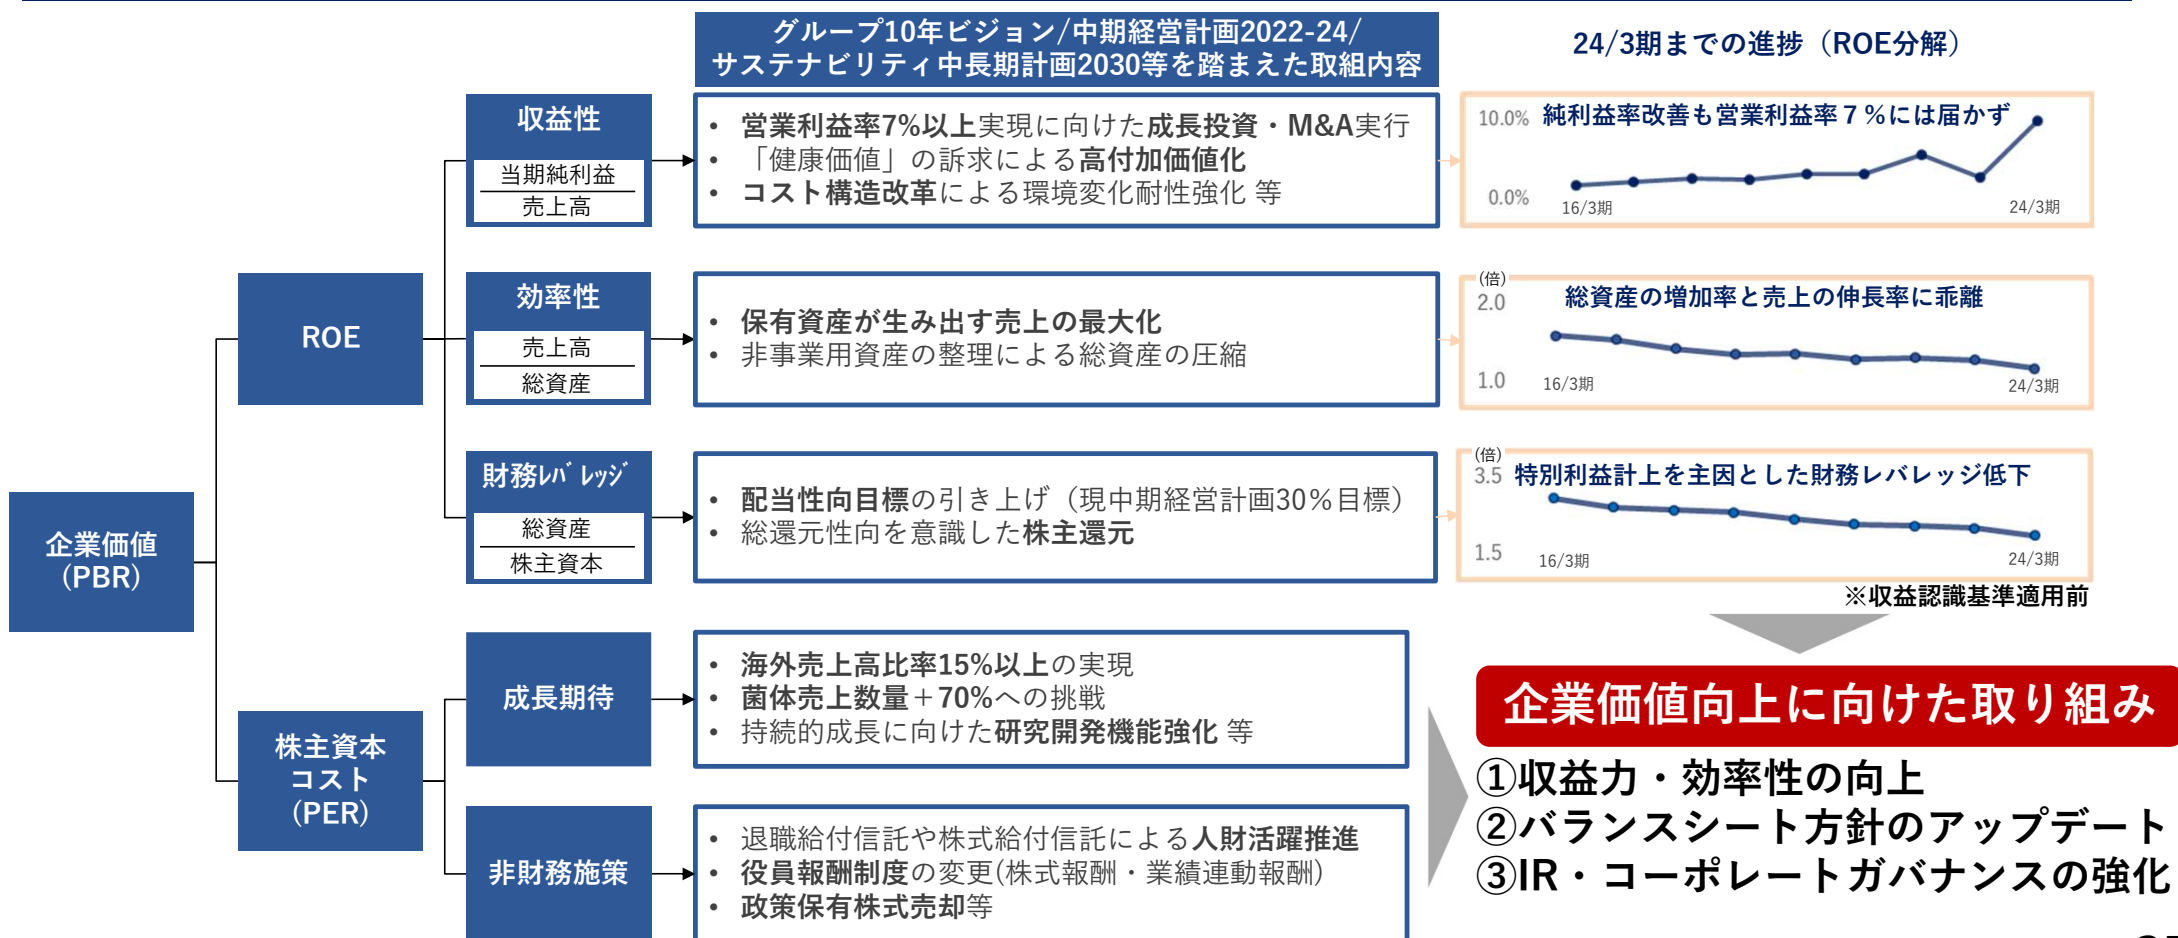 グループ10年ビジョン/中期経営計画2022-24/
サステナビリティ中長期計画2030等を踏まえた取組内容
24/3期までの進捗（ROE分解）
企業価値
(PBR)
ROE
収益性
当期純利益
売上高
• 営業利益率7%以上実現に向けた成長投資・M&A実行
• 「健康価値」の訴求による高付加価値化
• コスト構造改革による環境変化耐性強化 等
純利益率改善も営業利益率７％には届かず
10.0%
0.0%
16/3期
24/3期
効率性
売上高
総資産
• 保有資産が生み出す売上の最大化
• 非事業用資産の整理による総資産の圧縮
(倍)
総資産の増加率と売上の伸長率に乖離
2.0
1.0
16/3期
24/3期
財務ﾚﾊﾞﾚｯｼﾞ
総資産
株主資本
• 配当性向目標の引き上げ（現中期経営計画30％目標）
• 総還元性向を意識した株主還元
(倍)
特別利益計上を主因とした財務レバレッジ低下
3.5
1.5
16/3期
24/3期
※収益認識基準適用前
株主資本
コスト
(PER)
成長期待
• 海外売上高比率15%以上の実現
• 菌体売上数量＋70%への挑戦
• 持続的成長に向けた研究開発機能強化 等
非財務施策
• 退職給付信託や株式給付信託による人財活躍推進
• 役員報酬制度の変更(株式報酬・業績連動報酬)
• 政策保有株式売却等
企業価値向上に向けた取り組み
①収益力・効率性の向上
②バランスシート方針のアップデート
③IR・コーポレートガバナンスの強化